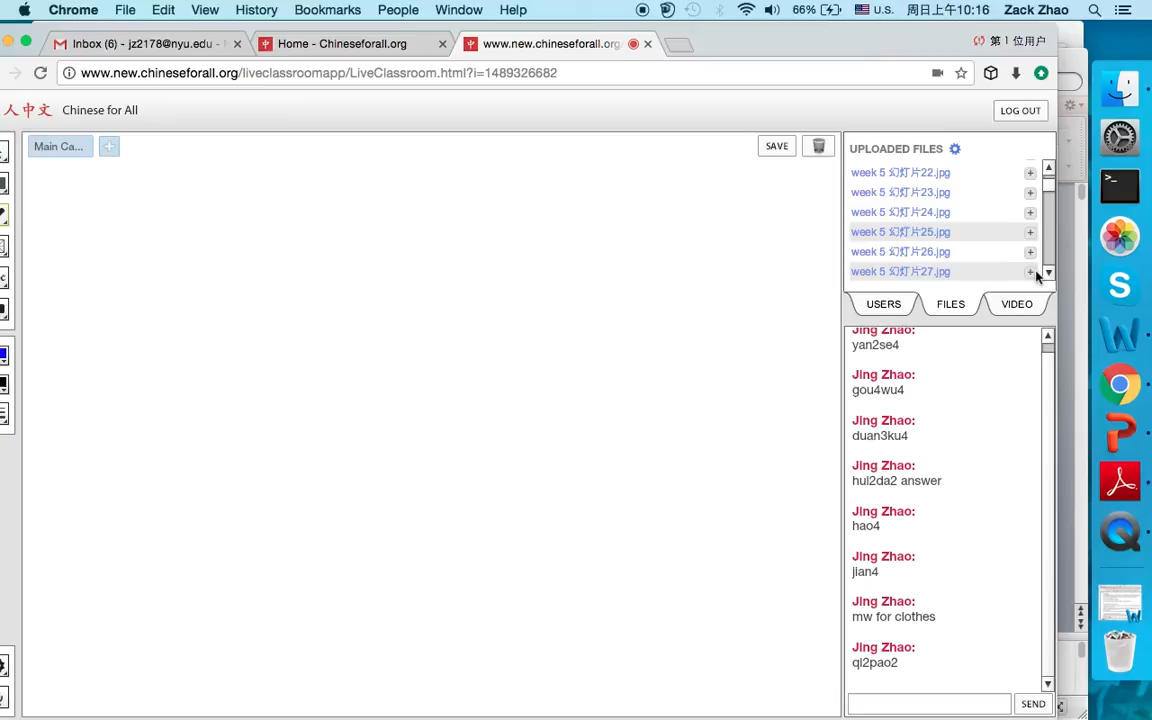 Chrome File Edit View History Bookmarks People Window Help 66% U.S. 周日上午10:16 Zack Zhao
Inbox (6) - jz2178@nyu.edu -
Home - Chineseforall.org
www.new.chineseforall.org
第 1 位用户
www.new.chineseforall.org/liveclassroomapp/LiveClassroom.html?i=1489326682
人中文 Chinese for All
LOG OUT
Main Ca...
SAVE
UPLOADED FILES
week 5 幻灯片22.jpg
week 5 幻灯片23.jpg
week 5 幻灯片24.jpg
week 5 幻灯片25.jpg
week 5 幻灯片26.jpg
week 5 幻灯片27.jpg
USERS FILES VIDEO
Jing Zhao:
yan2se4
Jing Zhao:
gou4wu4
Jing Zhao:
duan3ku4
Jing Zhao:
hui2da2 answer
Jing Zhao:
hao4
Jing Zhao:
jian4
Jing Zhao:
mw for clothes
Jing Zhao:
qi2pao2
SEND